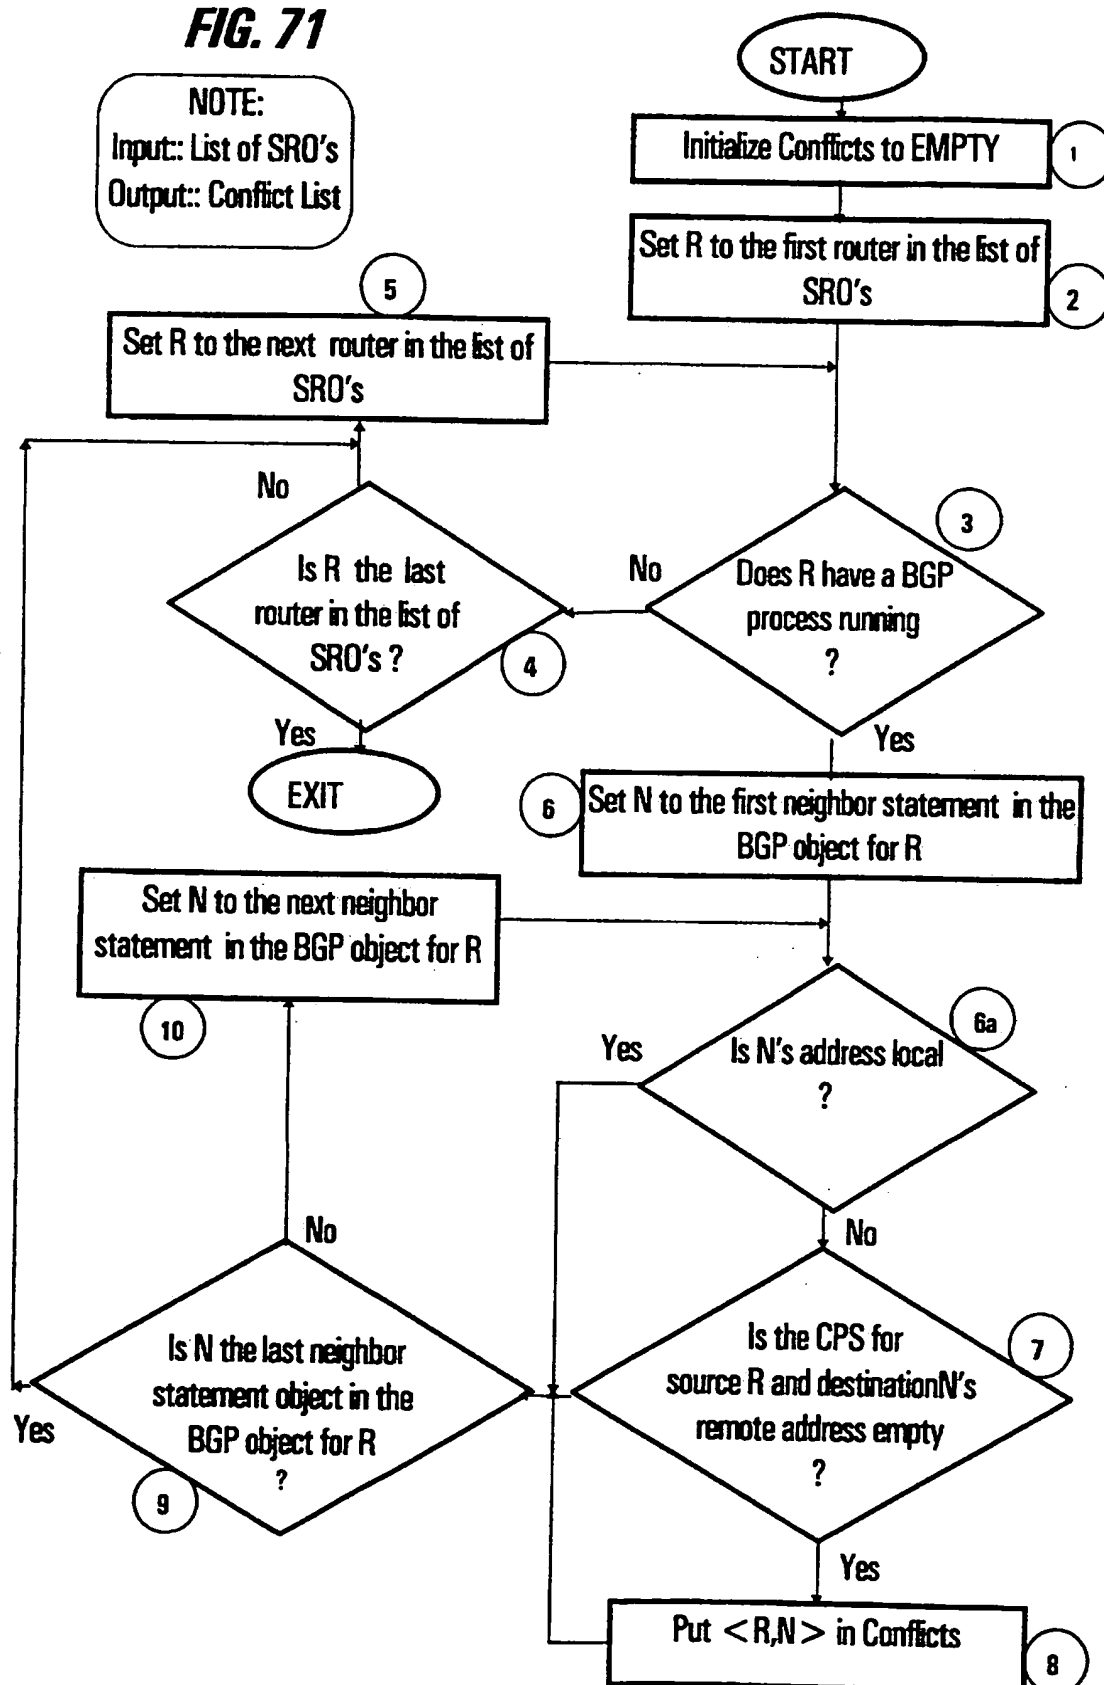 FIG. 71
NOTE:
Input:: List of SRO's
Output:: Conflict List
START
Initialize Conflicts to EMPTY
1
Set R to the first router in the list of
SRO's
2
5
Set R to the next router in the list of
SRO's
No
Is R the last
router in the list of
SRO's ?
4
Yes
EXIT
No
3
Does R have a BGP
process running
?
Yes
6
Set N to the first neighbor statement in the
BGP object for R
Set N to the next neighbor
statement in the BGP object for R
10
6a
Yes
Is N's address local
?
No
No
Is N the last neighbor
statement object in the
BGP object for R
?
Yes
9
7
Is the CPS for
source R and destinationN's
remote address empty
?
Yes
Put <R,N> in Conflicts
8